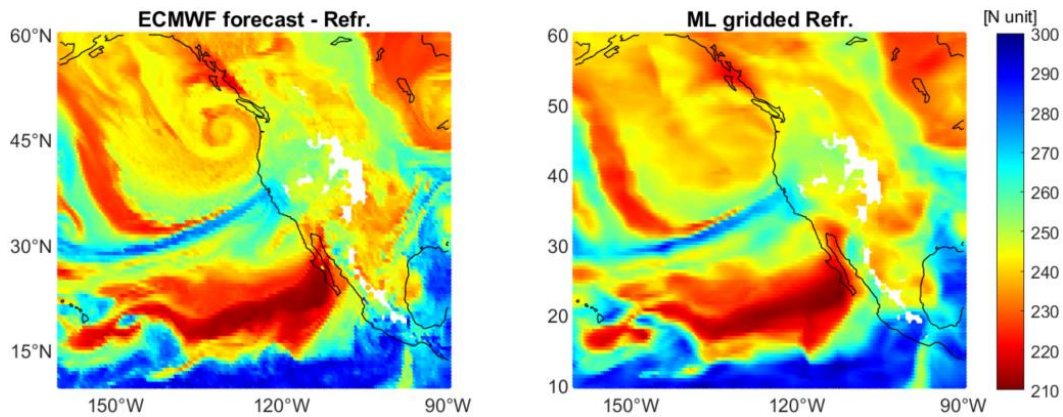 ECMWF forecast - Refr.
60°N
45°N
30°N
15°N
150°W 120°W 90°W
ML gridded Refr.
60
50
40
30
20
10
150°W 120°W 90°W
[N unit]
300
290
280
270
260
250
240
230
220
210